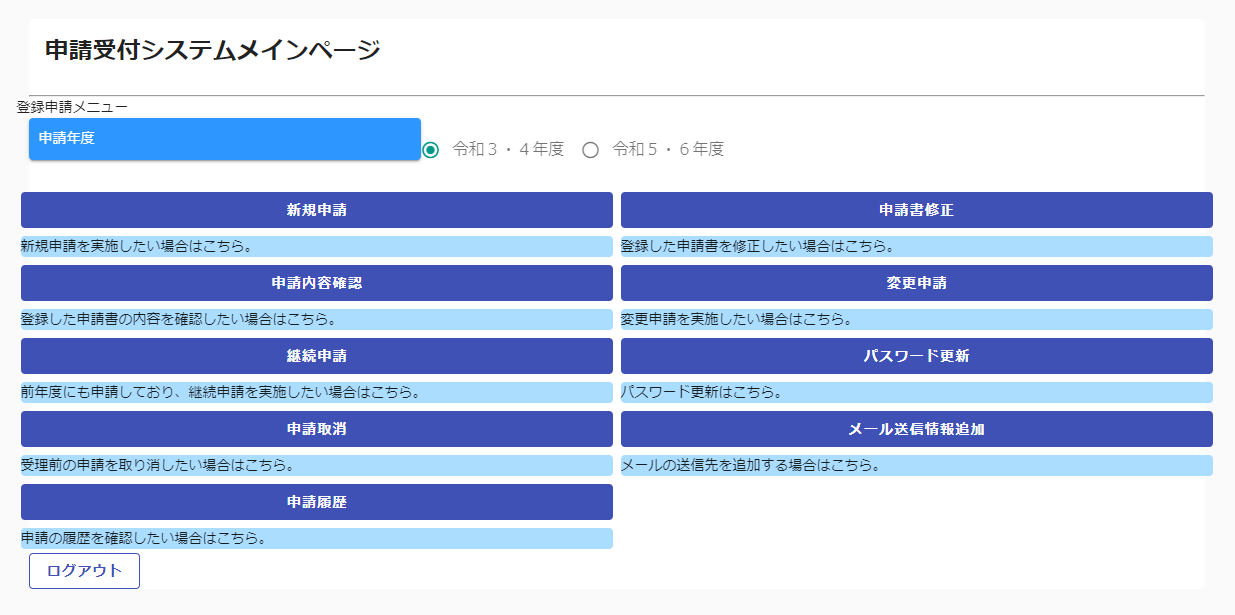 申請受付システムメインページ
登録申請メニュー
申請年度
令和３・４年度 令和５・６年度
新規申請 申請書修正
新規申請を実施したい場合はこちら。 登録した申請書を修正したい場合はこちら。
申請内容確認 変更申請
登録した申請書の内容を確認したい場合はこちら。 変更申請を実施したい場合はこちら。
継続申請 パスワード更新
前年度にも申請しており、継続申請を実施したい場合はこちら。 パスワード更新はこちら。
申請取消 メール送信情報追加
受理前の申請を取り消したい場合はこちら。 メールの送信先を追加する場合はこちら。
申請履歴
申請の履歴を確認したい場合はこちら。
ログアウト